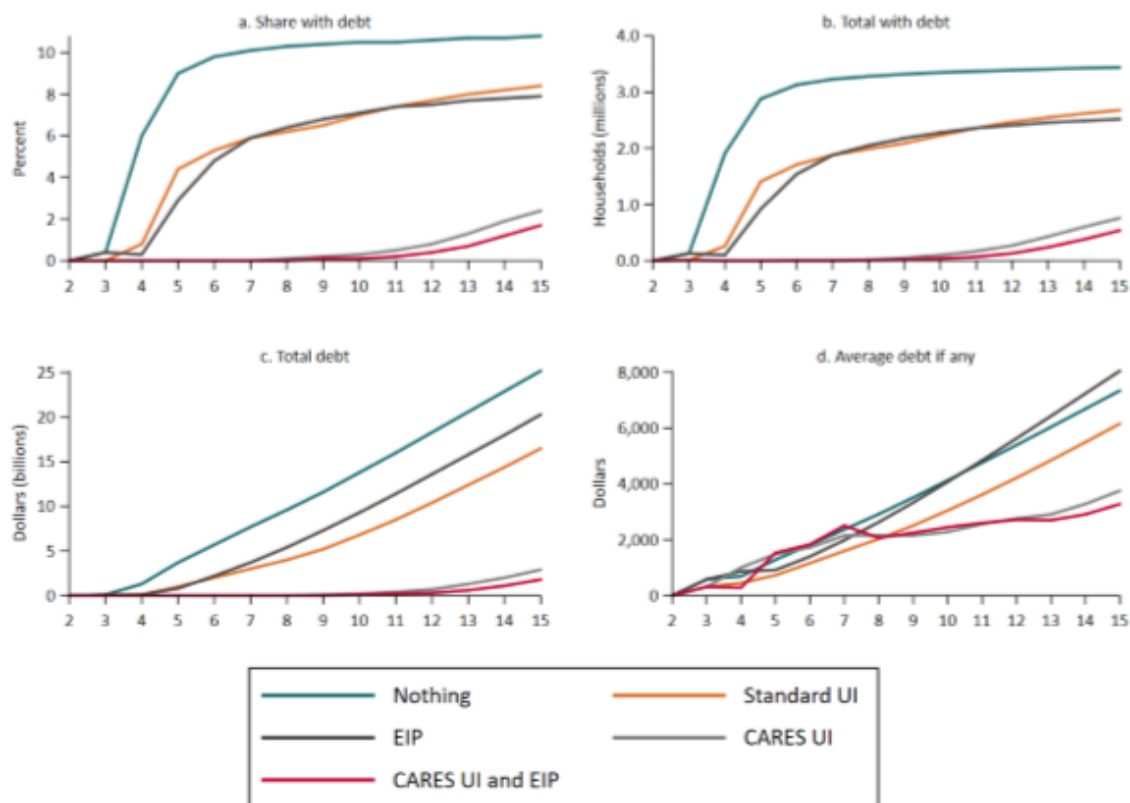 a. Share with debt
b. Total with debt
Percent
10
8
6
4
2
0
2 3 4 5 6 7 8 9 10 11 12 13 14 15
Households (millions)
4.0
3.0
2.0
1.0
0.0
2 3 4 5 6 7 8 9 10 11 12 13 14 15
c. Total debt
d. Average debt if any
Dollars (billions)
25
20
15
10
5
0
2 3 4 5 6 7 8 9 10 11 12 13 14 15
Dollars
8,000
6,000
4,000
2,000
0
2 3 4 5 6 7 8 9 10 11 12 13 14 15
Nothing
Standard UI
EIP
CARES UI
CARES UI and EIP